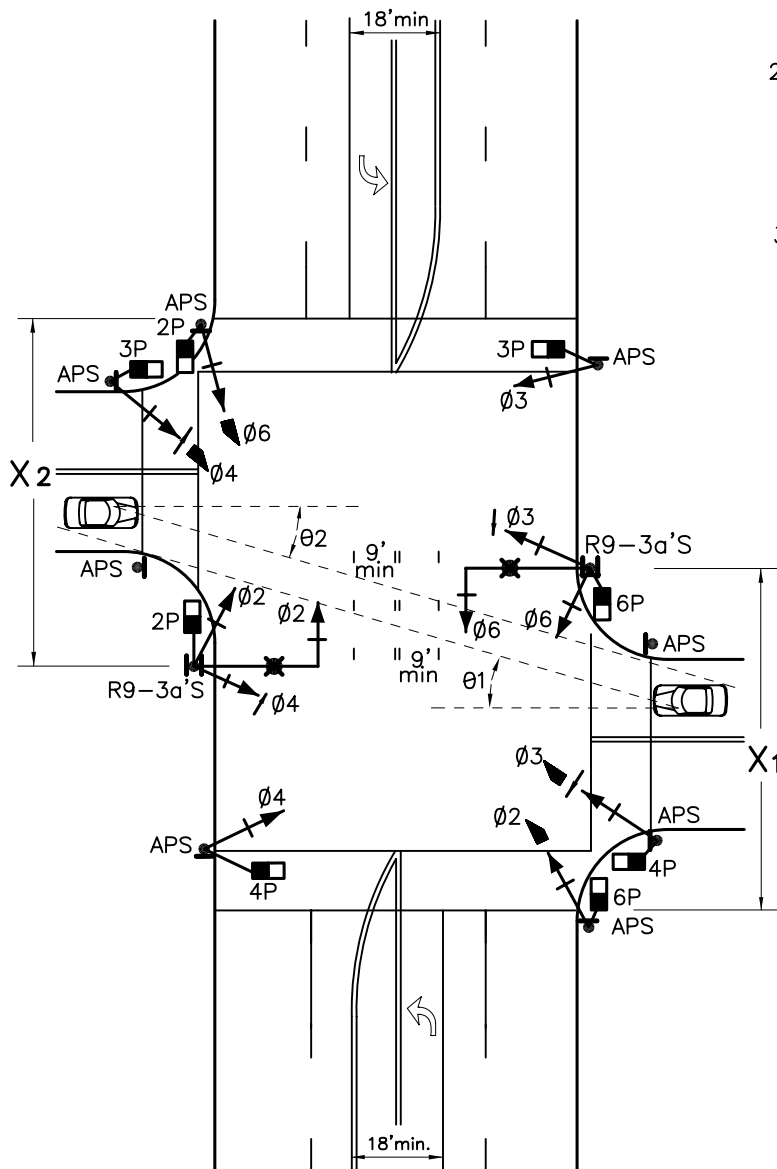 18'min
2
3
APS
2P
3P
APS
3P
APS
Ø3
Ø6
Ø4
X2
θ2
Ø3
9'
min
R9-3a'S
APS
Ø2
Ø2
2P
6P
Ø6
Ø6
APS
9'
min
R9-3a'S
θ1
Ø4
X1
Ø3
Ø4
Ø2
APS
APS
4P
4P
6P
APS
18'min.